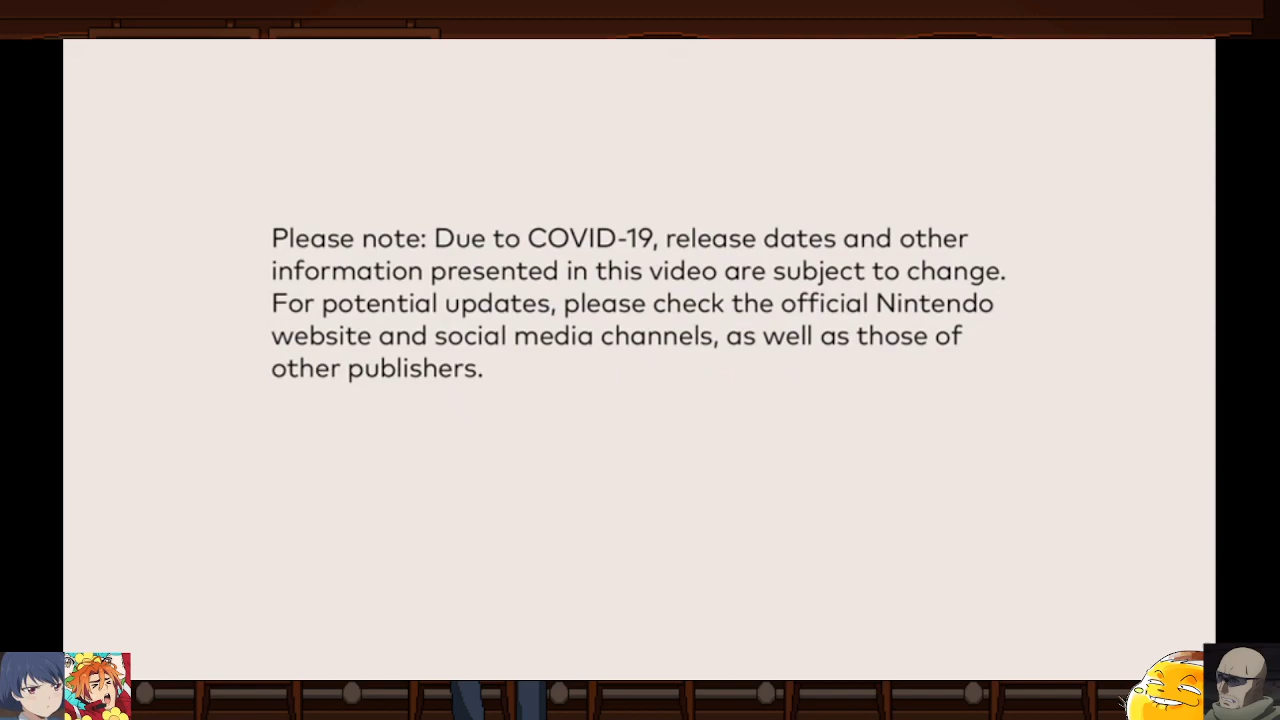 Please note: Due to COVID-19, release dates and other
information presented in this video are subject to change.
For potential updates, please check the official Nintendo
website and social media channels, as well as those of
other publishers.